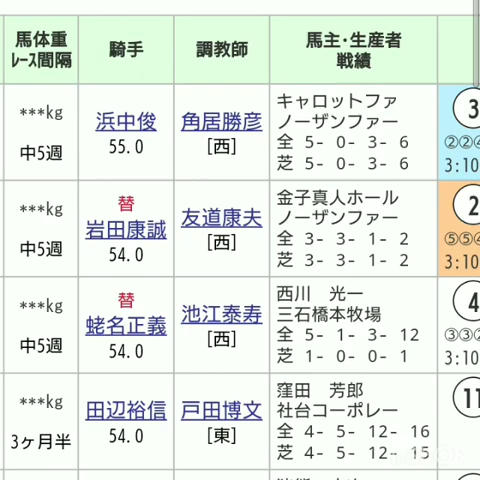 馬体重
ﾚｰｽ間隔
騎手
調教師
馬主・生産者
戦績
***kg
中5週
浜中俊
55.0
角居勝彦
[西]
キャロットファ
ノーザンファー
全 5- 0- 3- 6
芝 5- 0- 3- 6
3
②②
3:10
***kg
中5週
替
岩田康誠
54.0
友道康夫
[西]
金子真人ホール
ノーザンファー
全 3- 3- 1- 2
芝 3- 3- 1- 2
2
⑤⑤
3:10
***kg
中5週
替
蛯名正義
54.0
池江泰寿
[西]
西川 光一
三石橋本牧場
全 5- 1- 3- 12
芝 1- 0- 0- 1
4
③③
3:10
***kg
3ヶ月半
田辺裕信
54.0
戸田博文
[東]
窪田 芳郎
社台コーポレー
全 4- 5- 12- 16
芝 4- 5- 12- 15
11